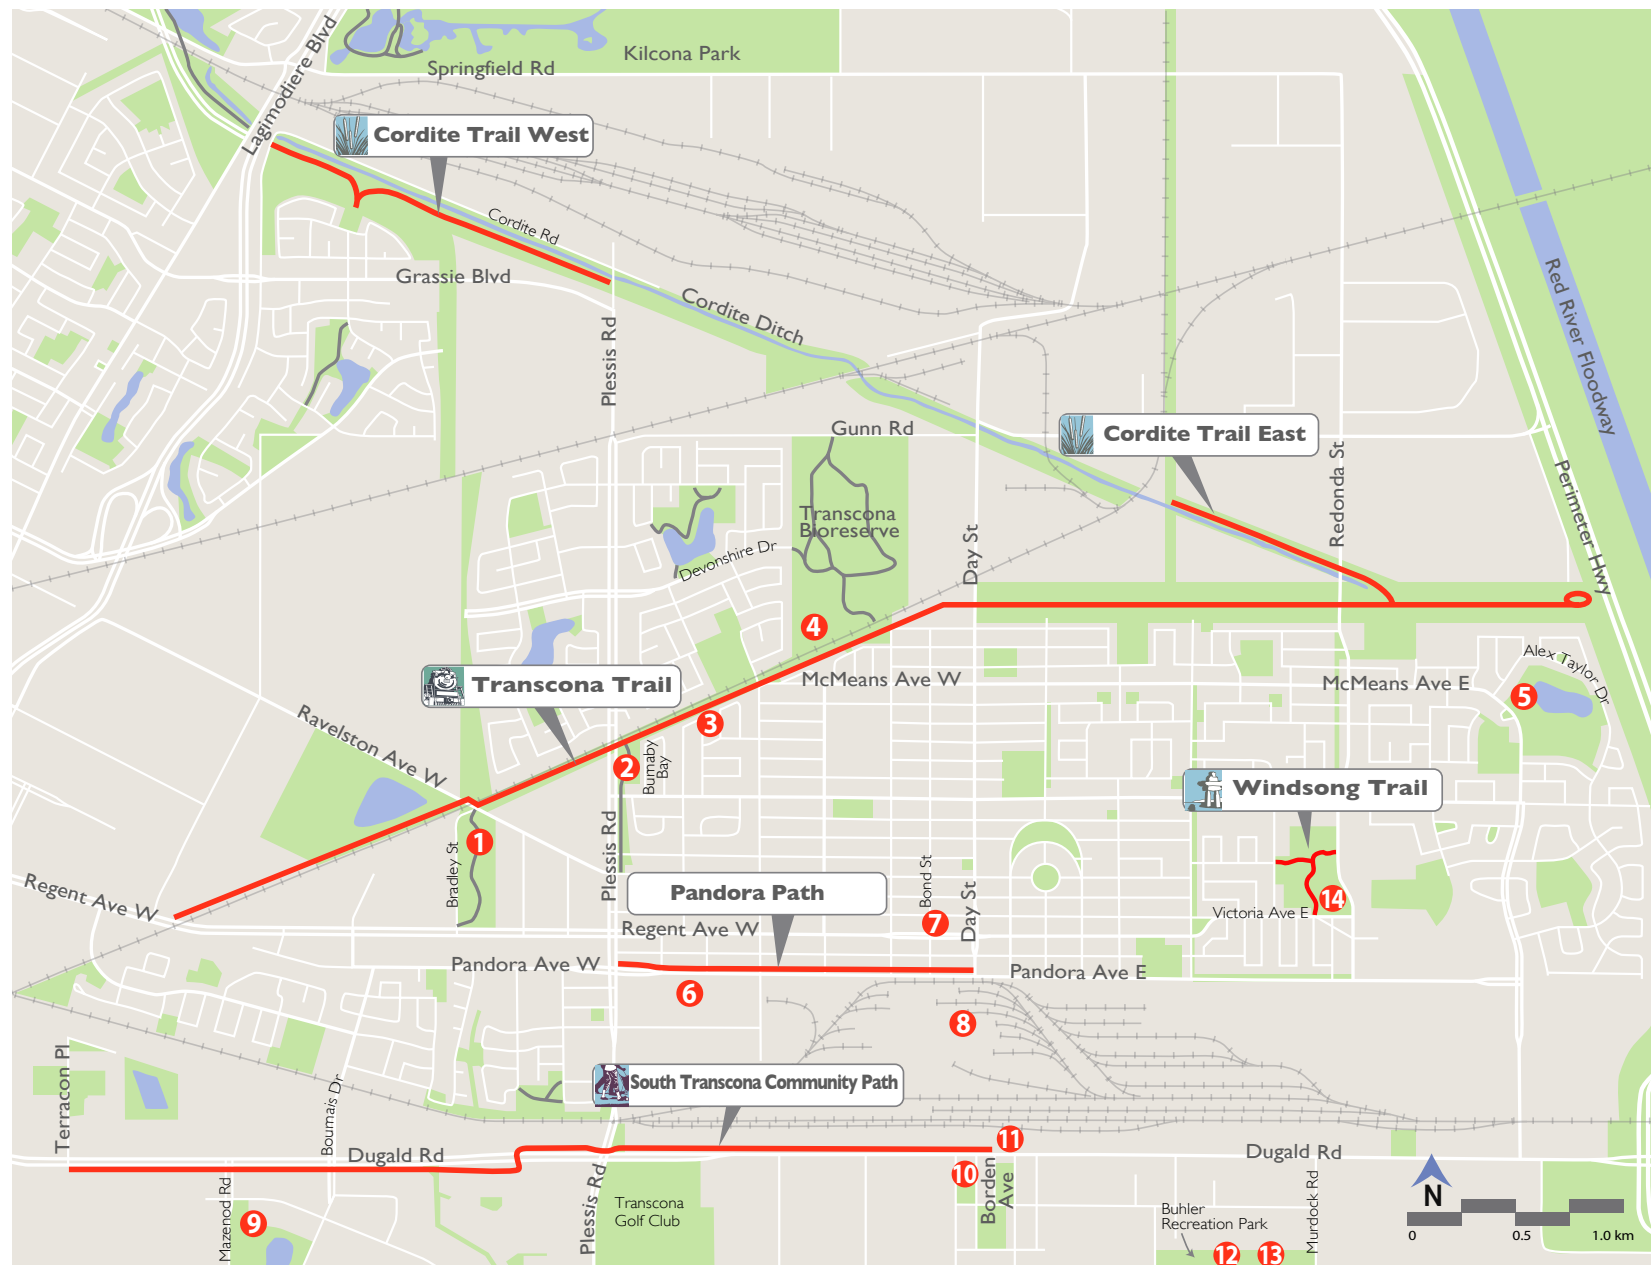 Kilcona Park
Springfield Rd
Lagimodiere Blvd
Cordite Trail West
Cordite Rd
Grassie Blvd
Cordite Ditch
Plessis Rd
Red River Floodway
Gunn Rd
Cordite Trail East
Redonda St
Perimeter Hwy
Transcona
Bioreserve
Day St
Devonshire Dr
4
Transcona Trail
McMeans Ave W
McMeans Ave E
Alex Taylor Dr
5
Ravelston Ave W
3
2
Burnaby
Bay
Windsong Trail
1
Bradley St
Plessis Rd
Regent Ave W
Pandora Path
Bond St
Day St
7
14
Victoria Ave E
Regent Ave W
Pandora Ave W
Pandora Ave E
6
8
Terracon Pl
South Transcona Community Path
Bournais Dr
Dugald Rd
11
Dugald Rd
10
Borden
Ave
Plessis Rd
Mazenod Rd
9
Transcona
Golf Club
Buhler
Recreation Park
12
13
Murdock Rd
N
0
0.5
1.0 km